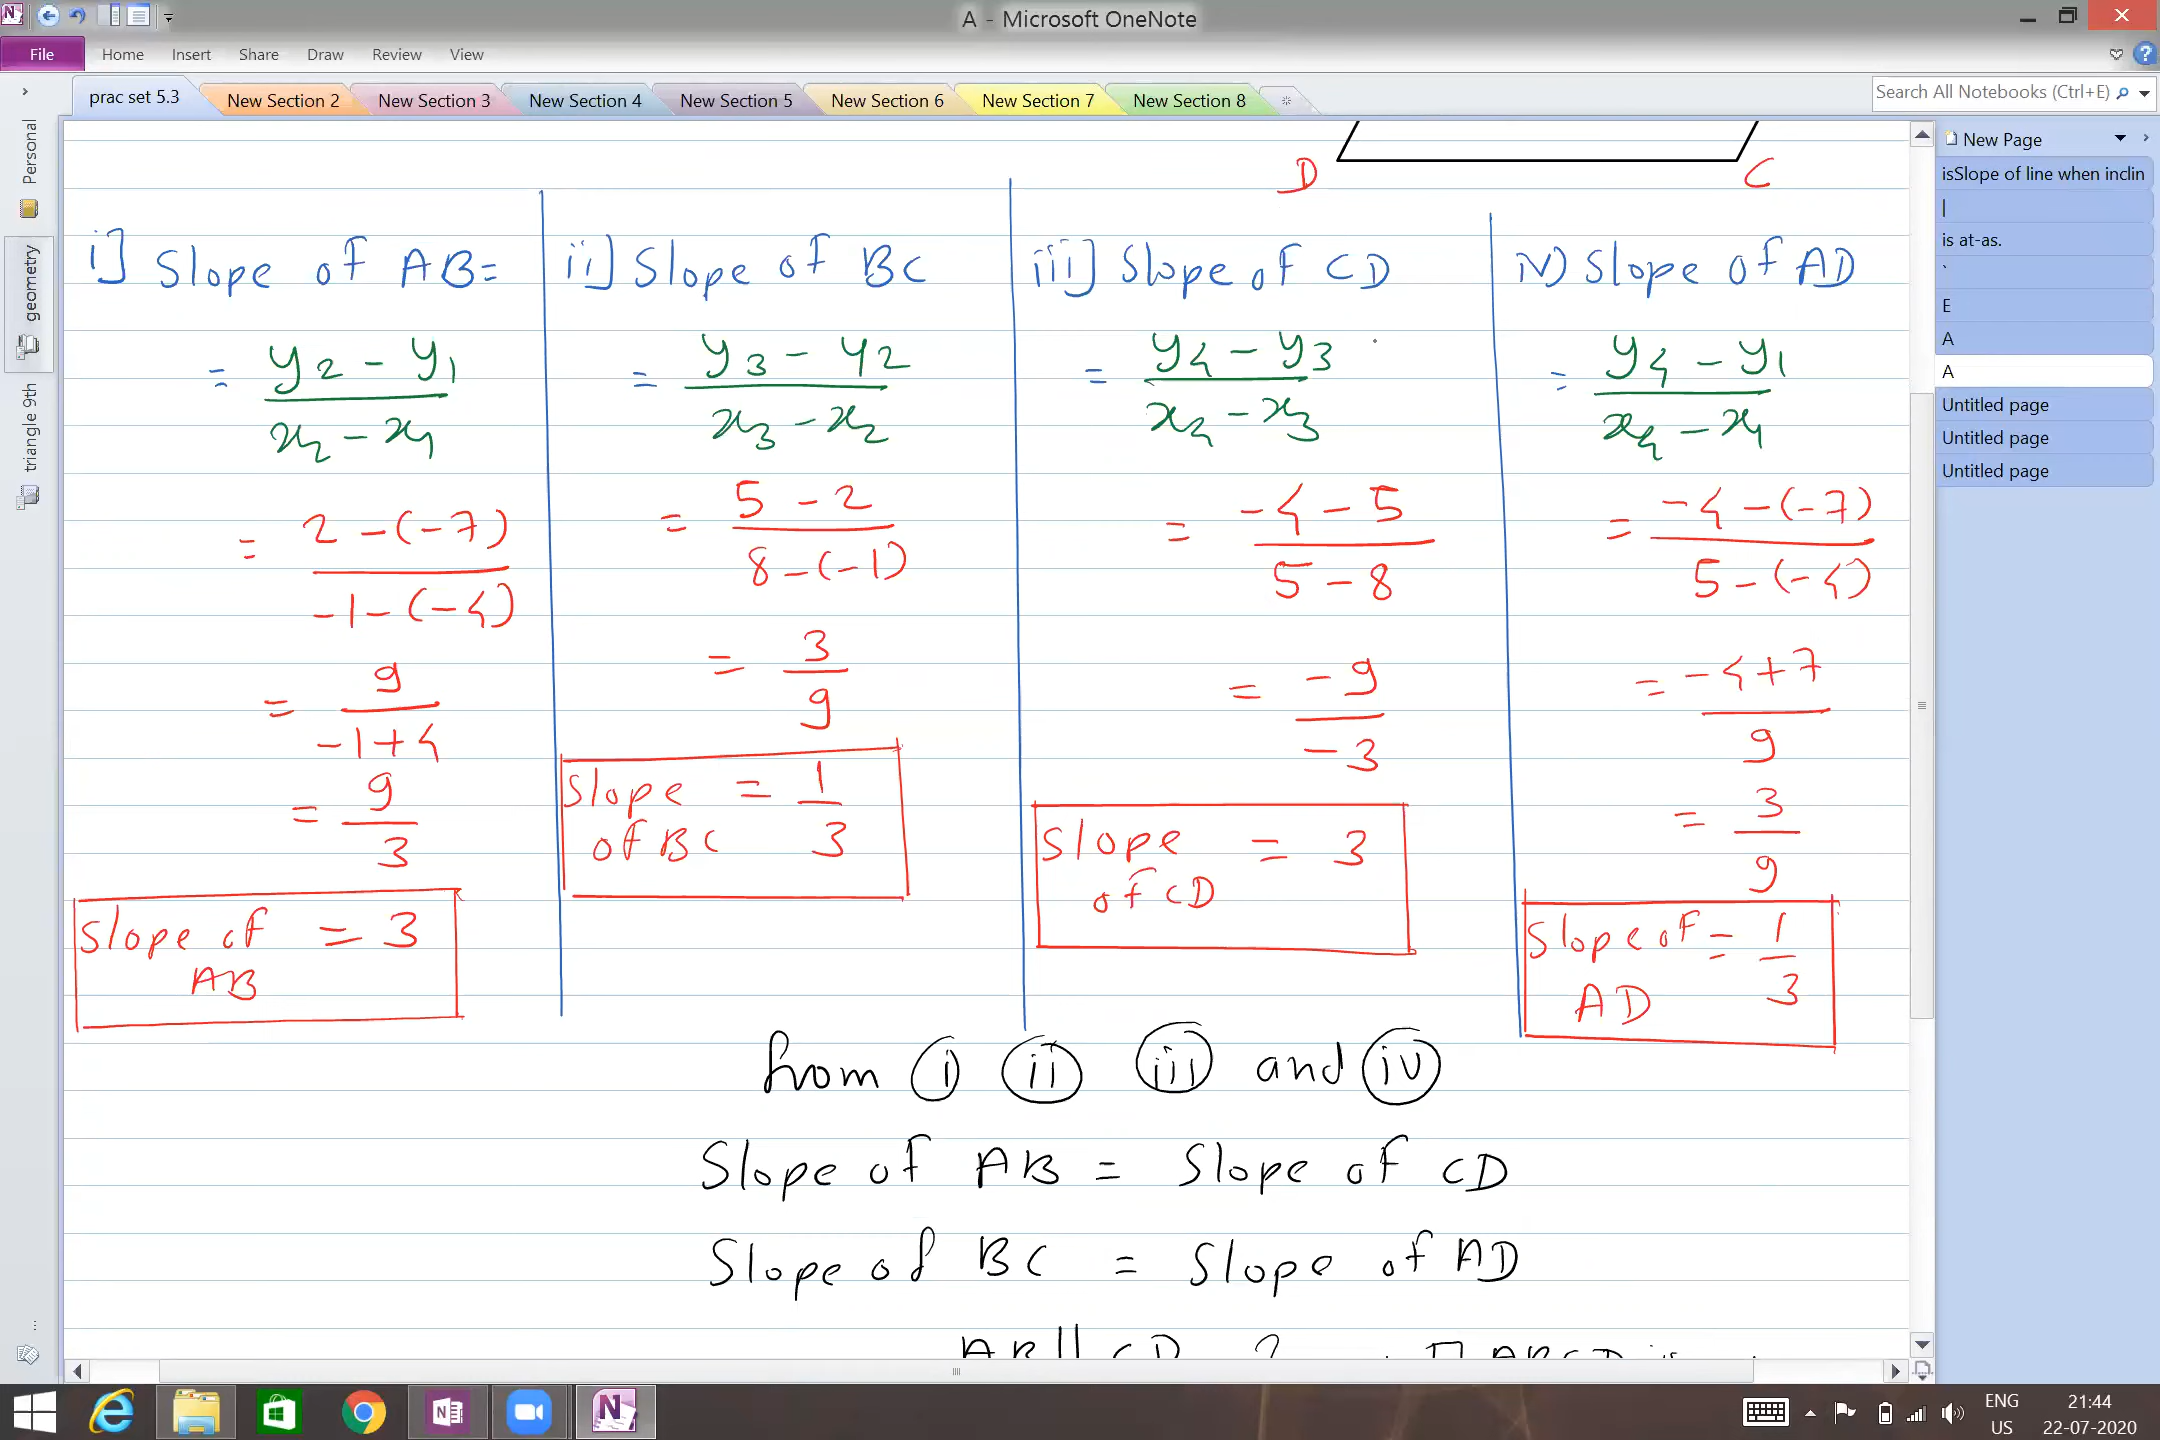 A - Microsoft OneNote
File Home Insert Share Draw Review View
prac set 5.3 New Section 2 New Section 3 New Section 4 New Section 5 New Section 6 New Section 7 New Section 8
Search All Notebooks (Ctrl+E)
Personal
geometry
triangle 9th
New Page
isSlope of line when inclin
|
is at-as.
`
E
A
A
Untitled page
Untitled page
Untitled page
D C
i] Slope of AB=
= y2 - y1
x2 - x1
= 2 - (-7)
-1 - (-4)
= 9
-1+4
= 9
3
Slope of = 3
AB
ii] Slope of BC
= y3 - y2
x3 - x2
= 5 - 2
8 - (-1)
= 3
9
Slope = 1
of BC 3
iii] Slope of CD
= y4 - y3
x4 - x3
= -4 - 5
5 - 8
= -9
-3
Slope = 3
of CD
iv) Slope of AD
= y4 - y1
x4 - x1
= -4 - (-7)
5 - (-4)
= -4+7
9
= 3
9
Slope of = 1
AD 3
from (i) (ii) (iii) and (iv)
Slope of AB = Slope of CD
Slope of BC = Slope of AD
AB || CD
ENG
US
21:44
22-07-2020